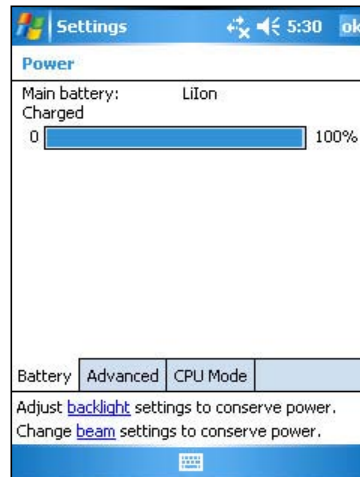 Settings 5:30 ok
Power
Main battery: LiIon
Charged
0 100%
Battery Advanced CPU Mode
Adjust backlight settings to conserve power.
Change beam settings to conserve power.